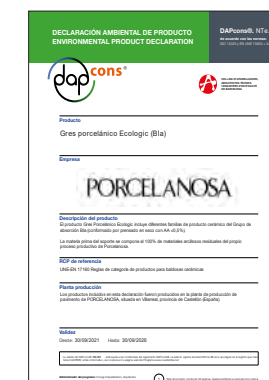 DECLARACIÓN AMBIENTAL DE PRODUCTO
ENVIRONMENTAL PRODUCT DECLARATION
DAPcons®. NTe.
de acuerdo con las normas:
dap cons®
Producto
Gres porcelánico Ecologic (BIa)
Empresa
PORCELANOSA
Descripción del producto
El producto Gres Porcelánico Ecologic incluye diferentes familias de producto cerámico del Grupo de
absorción BIa (conformado por prensado en seco con AA ≤0,5%).
La materia prima del soporte se compone al 100% de materiales arcillosos residuales del propio
proceso productivo de Porcelanosa.
RCP de referencia
UNE-EN 17160 Reglas de categoría de productos para baldosas cerámicas
Planta producción
Los productos incluidos en esta declaración fueron producidos en la planta de producción de
pavimento de PORCELANOSA, situada en Villarreal, provincia de Castellón (España)
Validez
Desde: 30/09/2021 Hasta: 30/09/2026